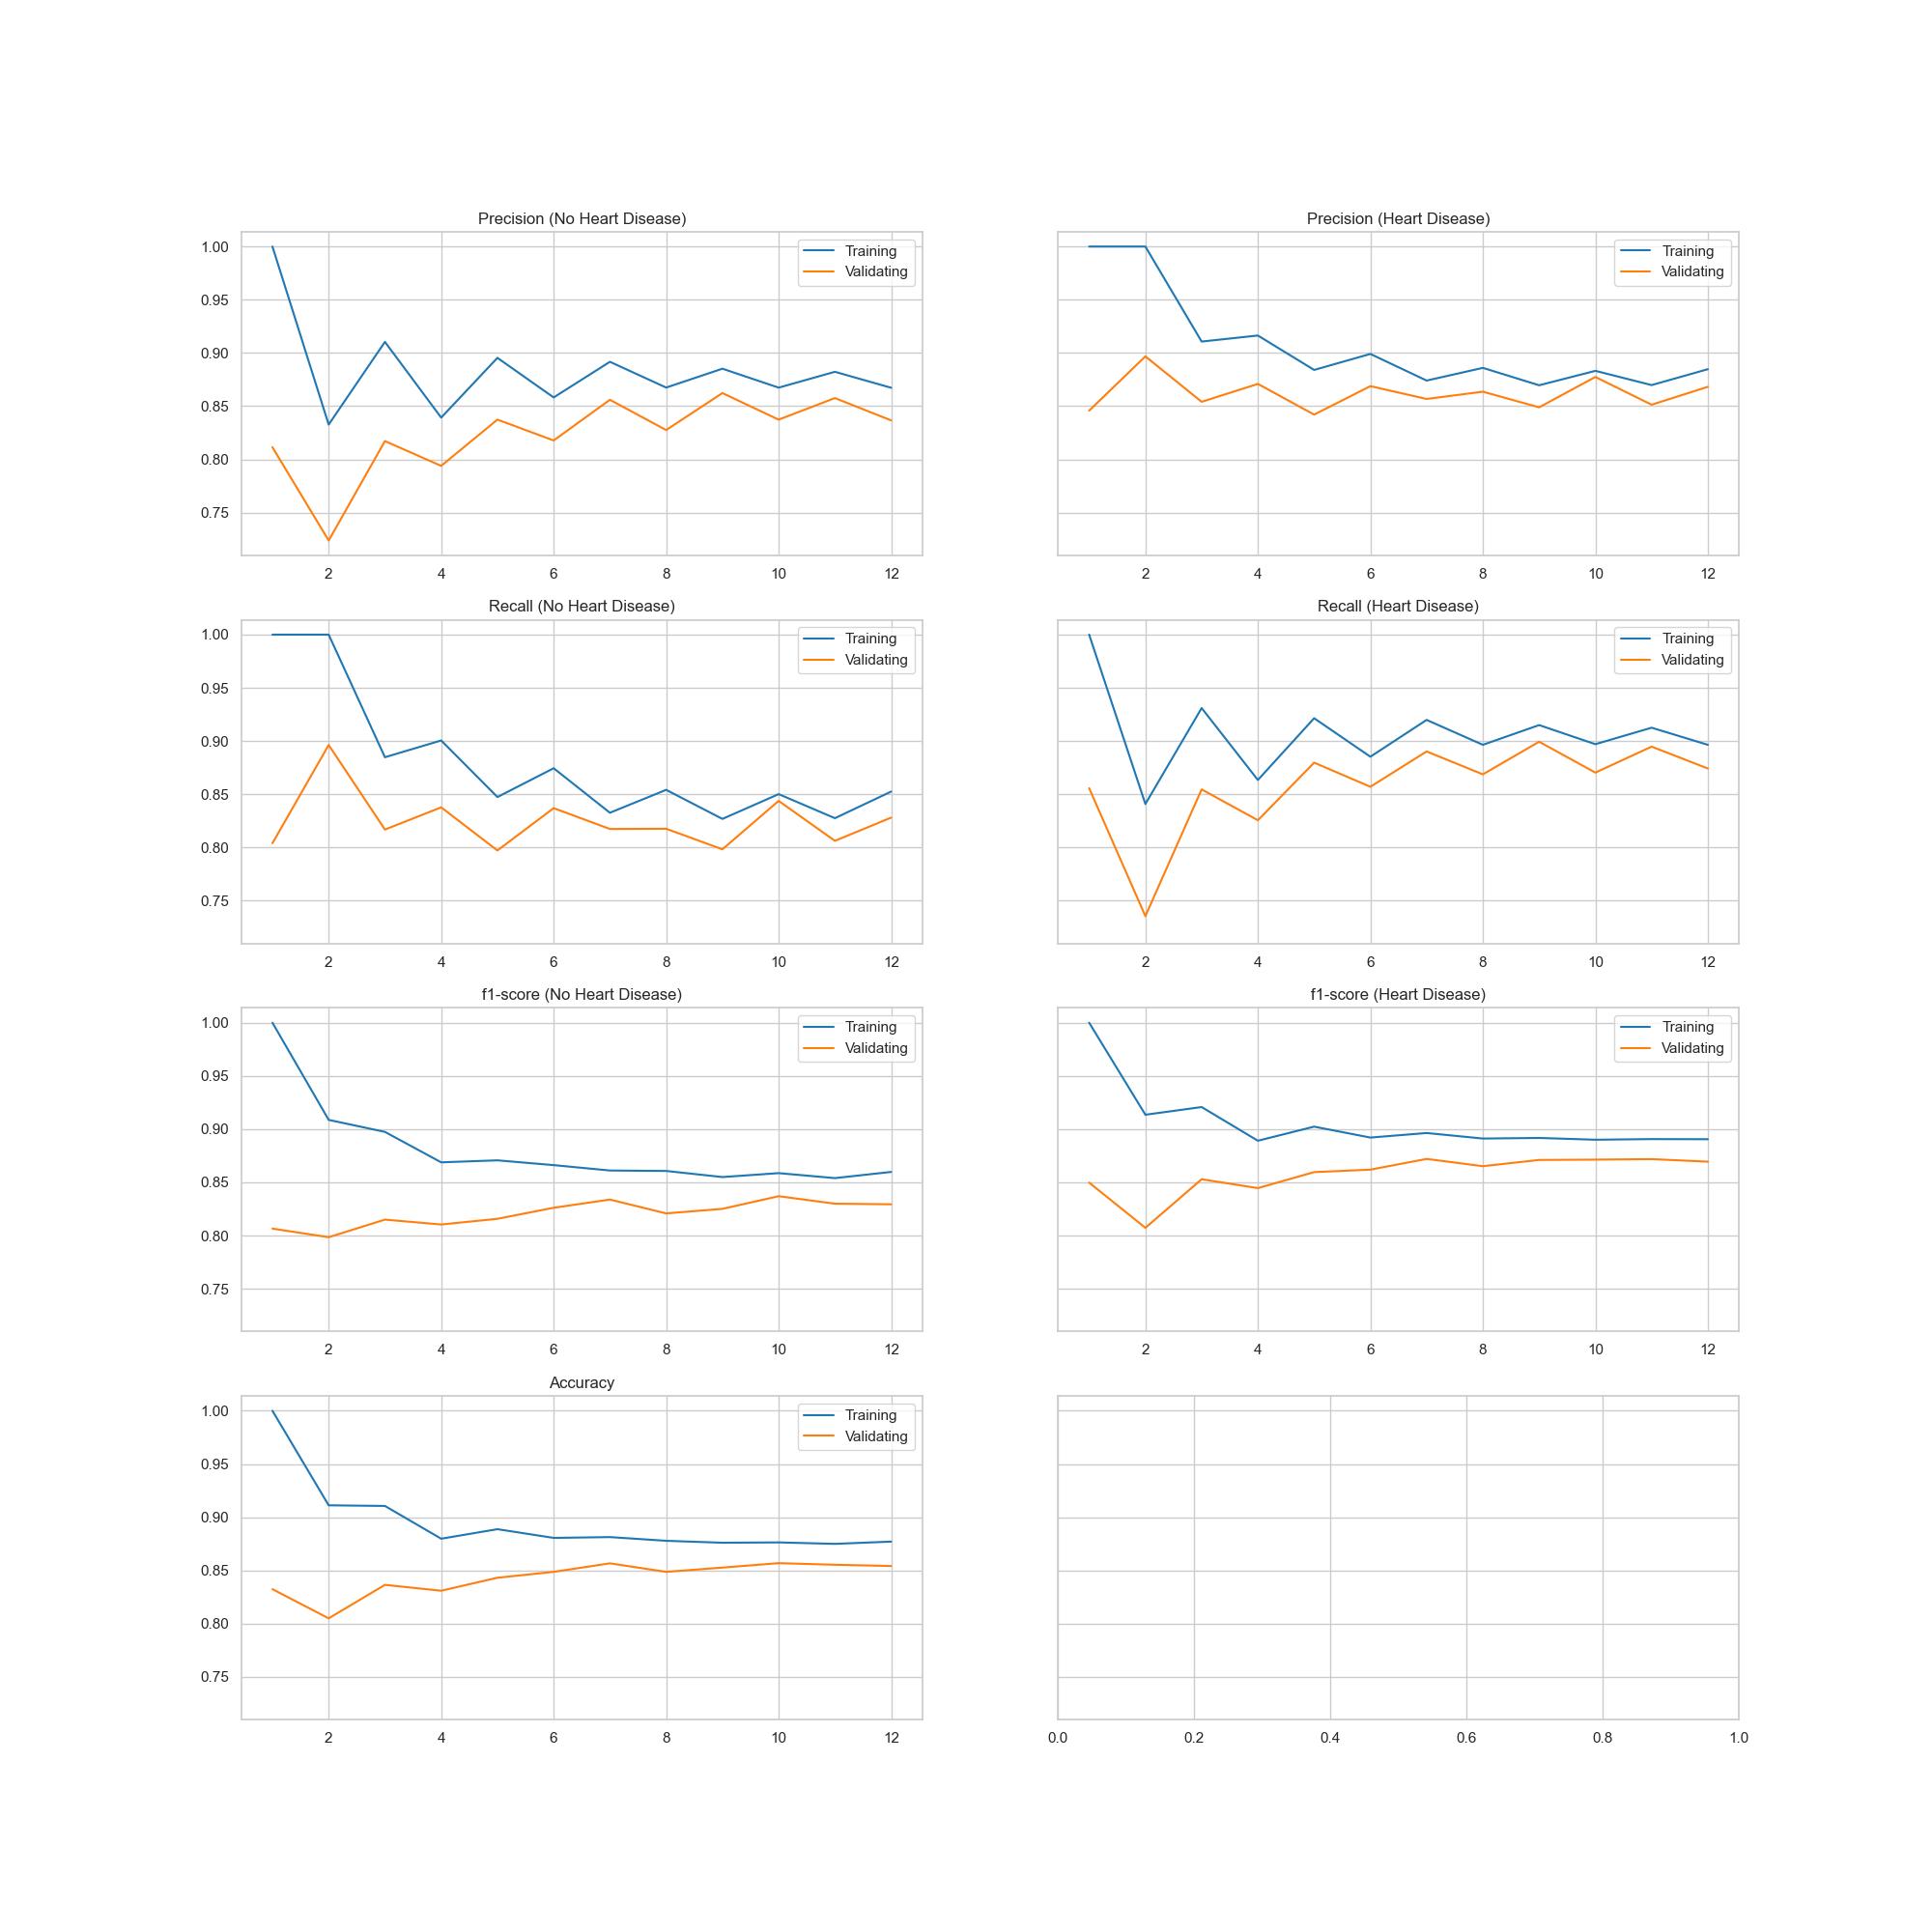 Precision (No Heart Disease)
1.00
0.95
0.90
0.85
0.80
0.75
Training
Validating
2 4 6 8 10 12
Precision (Heart Disease)
Training
Validating
2 4 6 8 10 12
Recall (No Heart Disease)
1.00
0.95
0.90
0.85
0.80
0.75
Training
Validating
2 4 6 8 10 12
Recall (Heart Disease)
Training
Validating
2 4 6 8 10 12
f1-score (No Heart Disease)
1.00
0.95
0.90
0.85
0.80
0.75
Training
Validating
2 4 6 8 10 12
f1-score (Heart Disease)
Training
Validating
2 4 6 8 10 12
Accuracy
1.00
0.95
0.90
0.85
0.80
0.75
Training
Validating
2 4 6 8 10 12
0.0 0.2 0.4 0.6 0.8 1.0